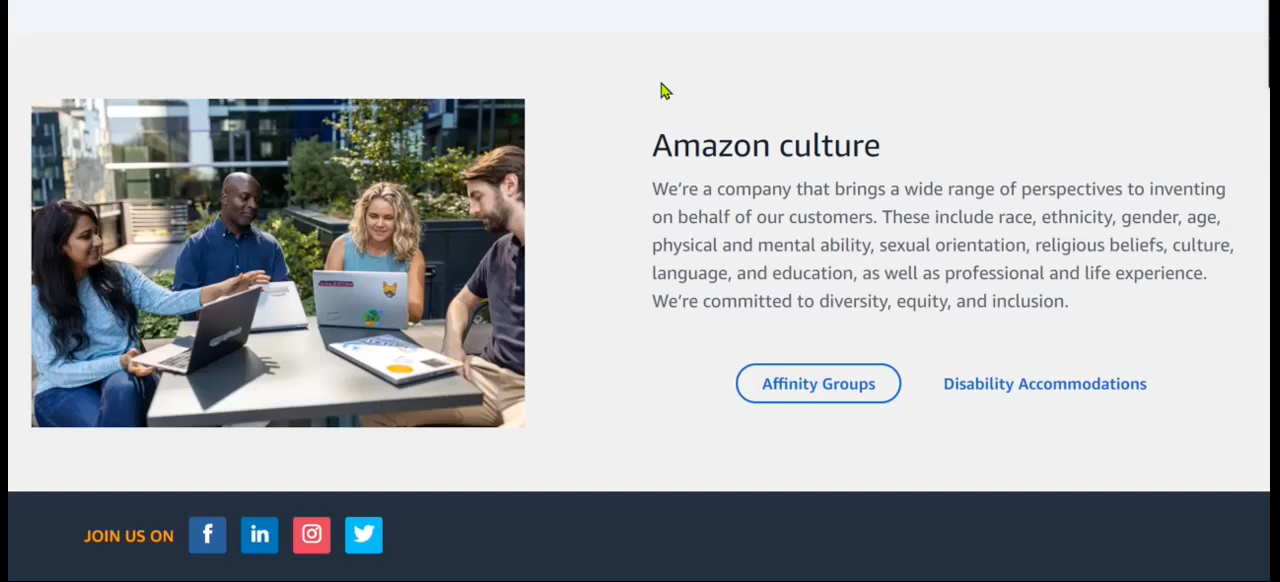 Amazon culture
We’re a company that brings a wide range of perspectives to inventing
on behalf of our customers. These include race, ethnicity, gender, age,
physical and mental ability, sexual orientation, religious beliefs, culture,
language, and education, as well as professional and life experience.
We’re committed to diversity, equity, and inclusion.
Affinity Groups
Disability Accommodations
JOIN US ON